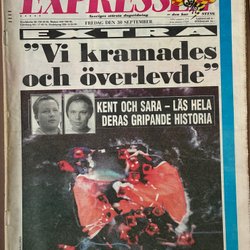 EXPRESSEN
Sveriges största dagstidning
FREDAG DEN 30 SEPTEMBER
EXTRA
"Vi kramades
och överlevde"
KENT OCH SARA – LÄS HELA
DERAS GRIPANDE HISTORIA